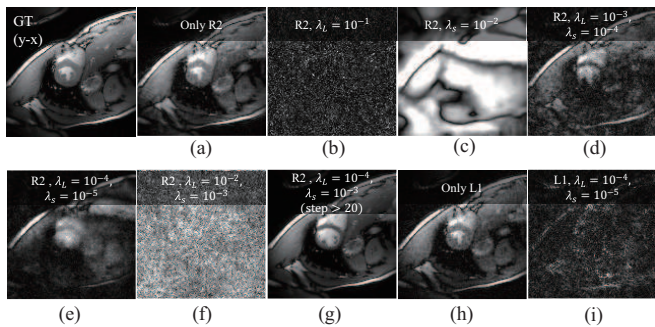 GT
(y-x)
Only R2
R2, λ_L = 10⁻¹
R2, λ_s = 10⁻²
R2, λ_L = 10⁻³,
λ_s = 10⁻⁴
(a)
(b)
(c)
(d)
R2 , λ_L = 10⁻⁴,
λ_s = 10⁻⁵
R2 , λ_L = 10⁻²,
λ_s = 10⁻³
R2 , λ_L = 10⁻⁴,
λ_s = 10⁻³
(step > 20)
Only L1
L1, λ_L = 10⁻⁴,
λ_s = 10⁻⁵
(e)
(f)
(g)
(h)
(i)